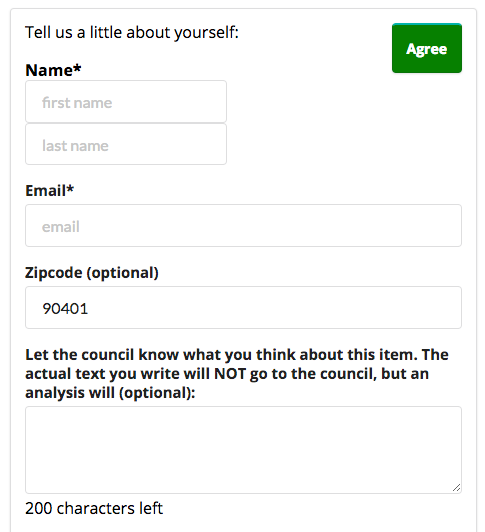 Tell us a little about yourself:
Agree
Name*
first name
last name
Email*
email
Zipcode (optional)
90401
Let the council know what you think about this item. The
actual text you write will NOT go to the council, but an
analysis will (optional):
200 characters left